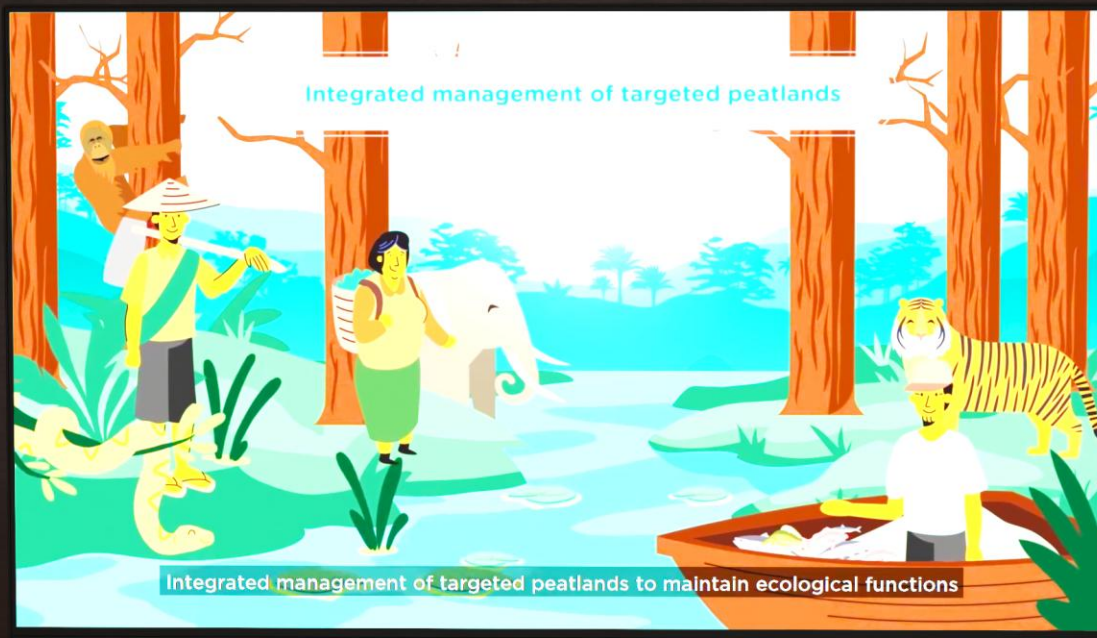 Integrated management of targeted peatlands
Integrated management of targeted peatlands to maintain ecological functions